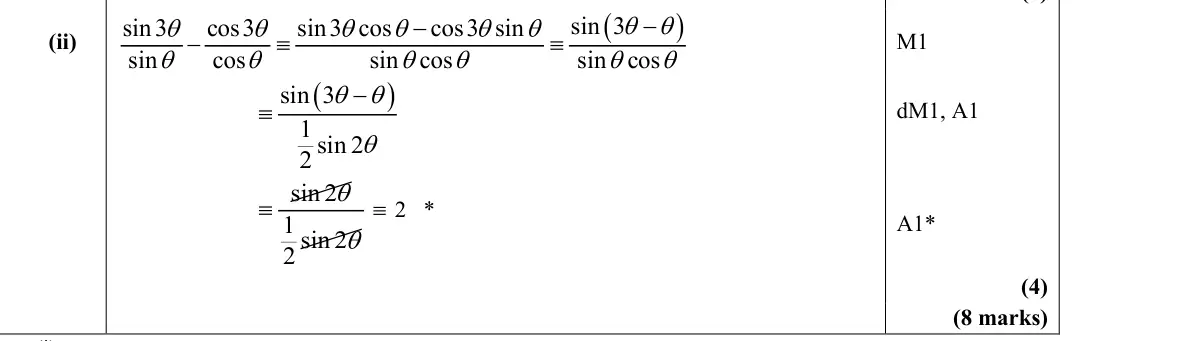 (ii) sin 3θ/sin θ − cos 3θ/cos θ ≡ (sin 3θ cos θ − cos 3θ sin θ)/(sin θ cos θ) ≡ sin(3θ − θ)/(sin θ cos θ) M1
≡ sin(3θ − θ)/(1/2 sin 2θ) dM1, A1
≡ sin 2θ/(1/2 sin 2θ) ≡ 2 * A1*
(4)
(8 marks)